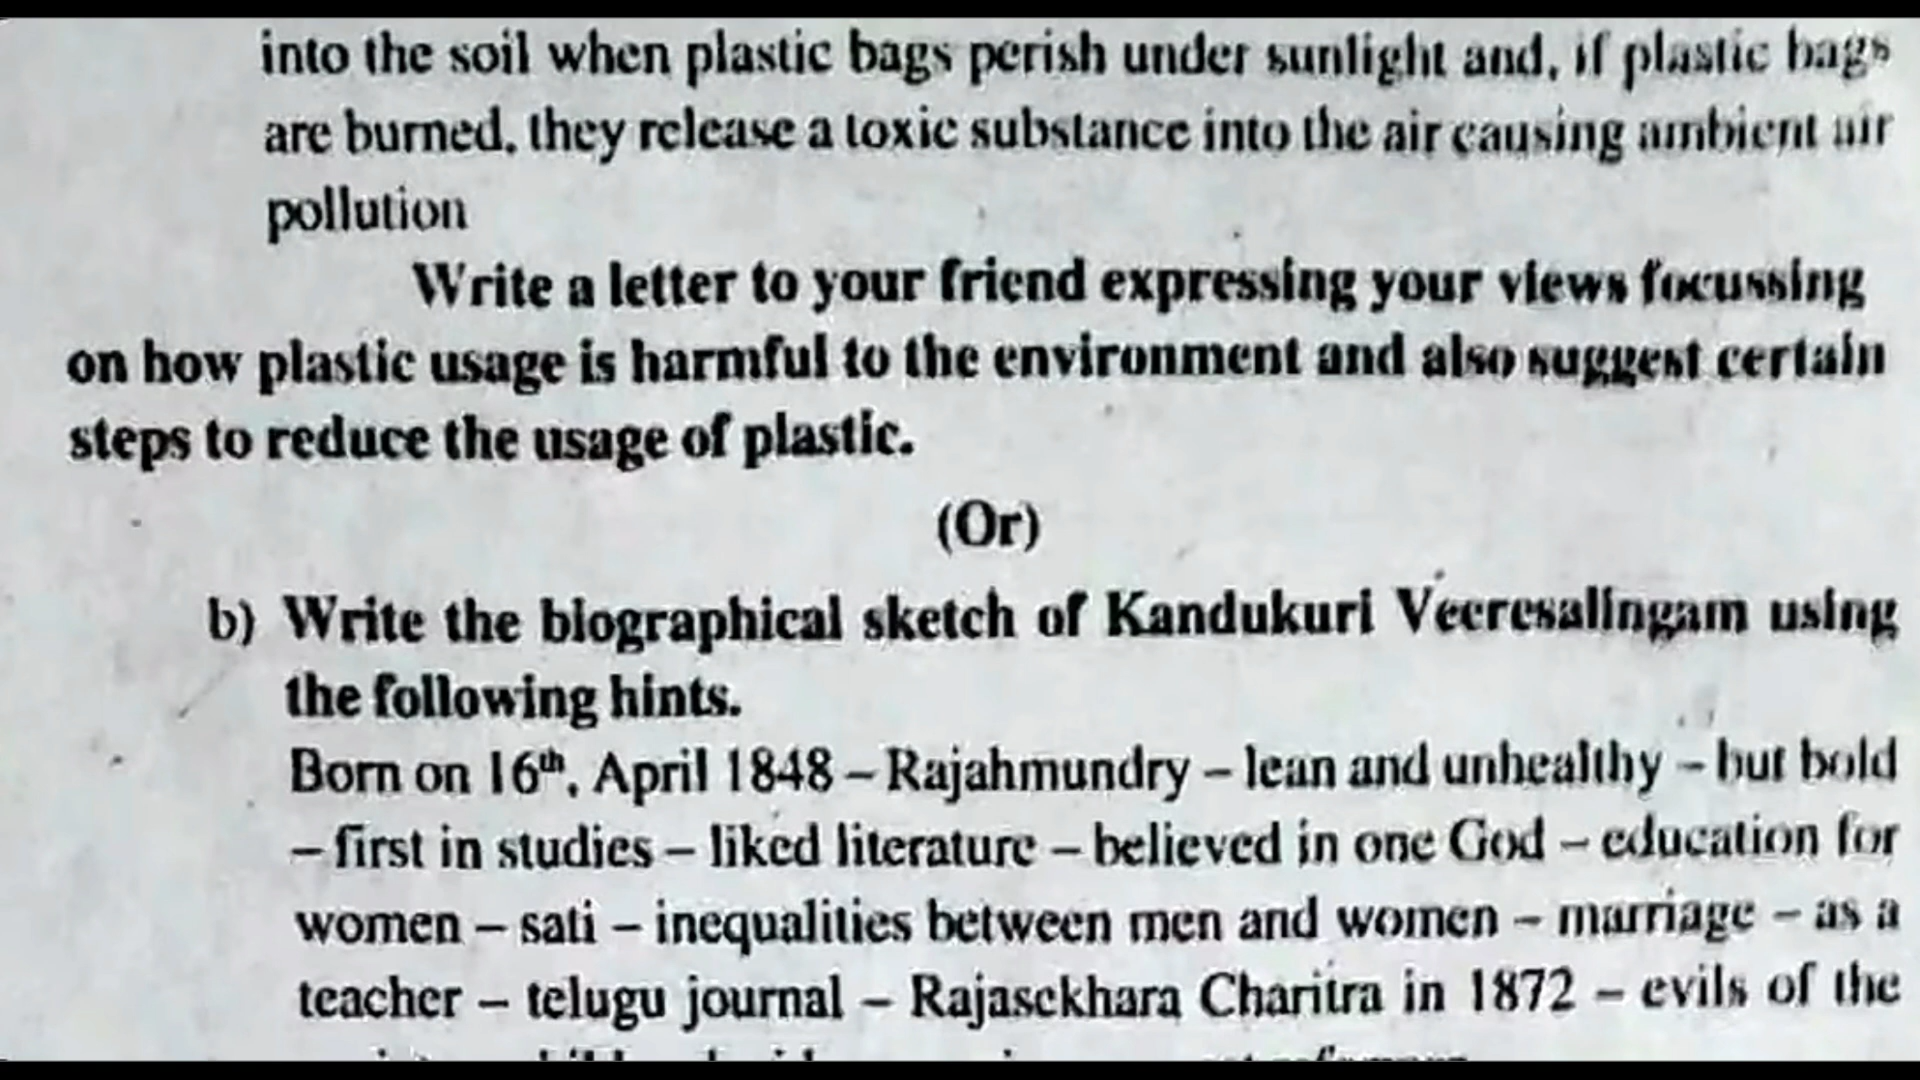 into the soil when plastic bags perish under sunlight and, if plastic bags
are burned, they release a toxic substance into the air causing ambient air
pollution
Write a letter to your friend expressing your views focussing
on how plastic usage is harmful to the environment and also suggest certain
steps to reduce the usage of plastic.
(Or)
b) Write the biographical sketch of Kandukuri Veeresalingam using
the following hints.
Born on 16th, April 1848 – Rajahmundry – lean and unhealthy – but bold
– first in studies – liked literature – believed in one God – education for
women – sati – inequalities between men and women – marriage – as a
teacher – telugu journal – Rajasekhara Charitra in 1872 – evils of the